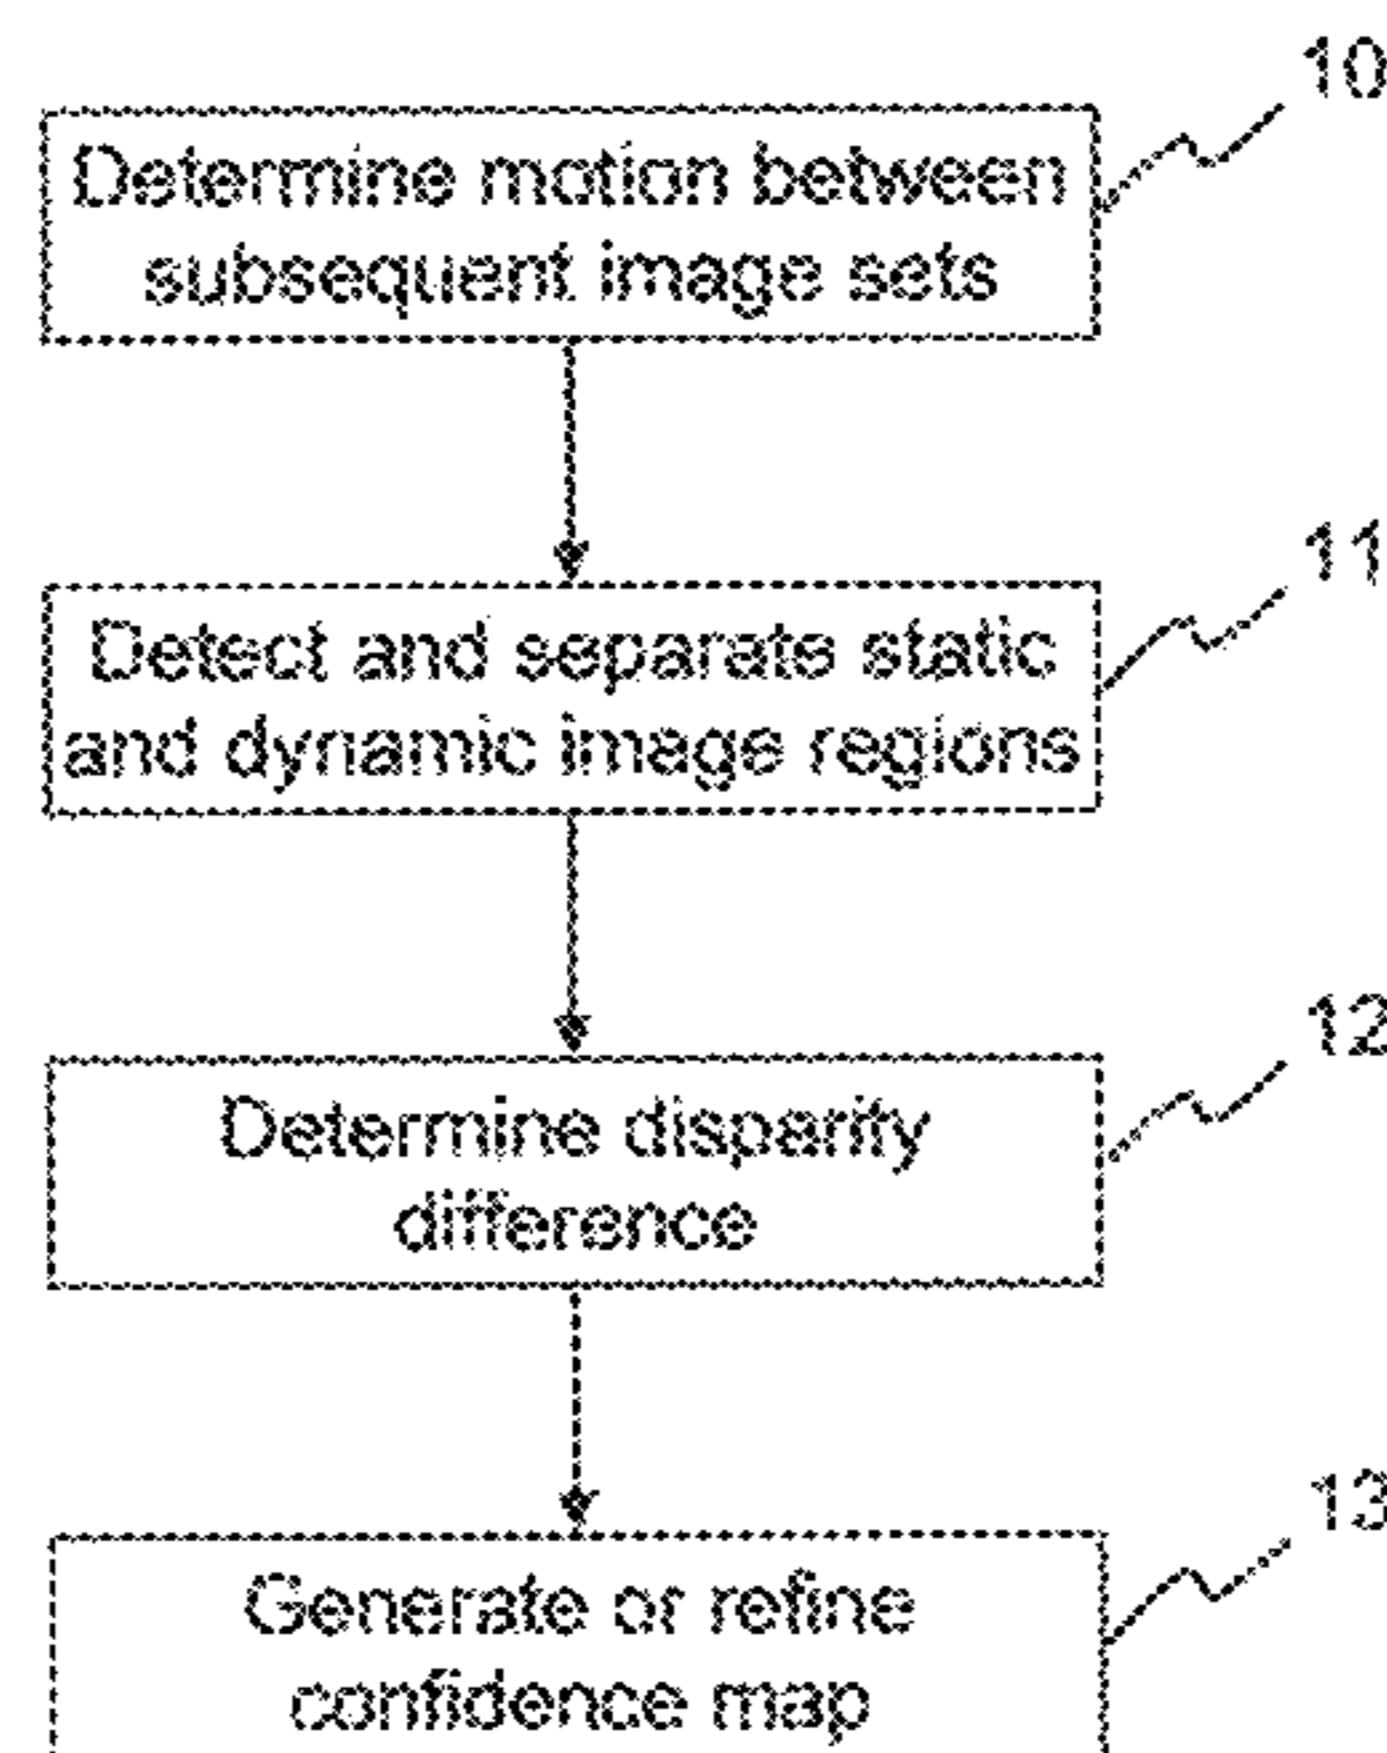 10
Determine motion between
subsequent image sets
11
Detect and separate static
and dynamic image regions
12
Determine disparity
difference
13
Generate or refine
confidence map